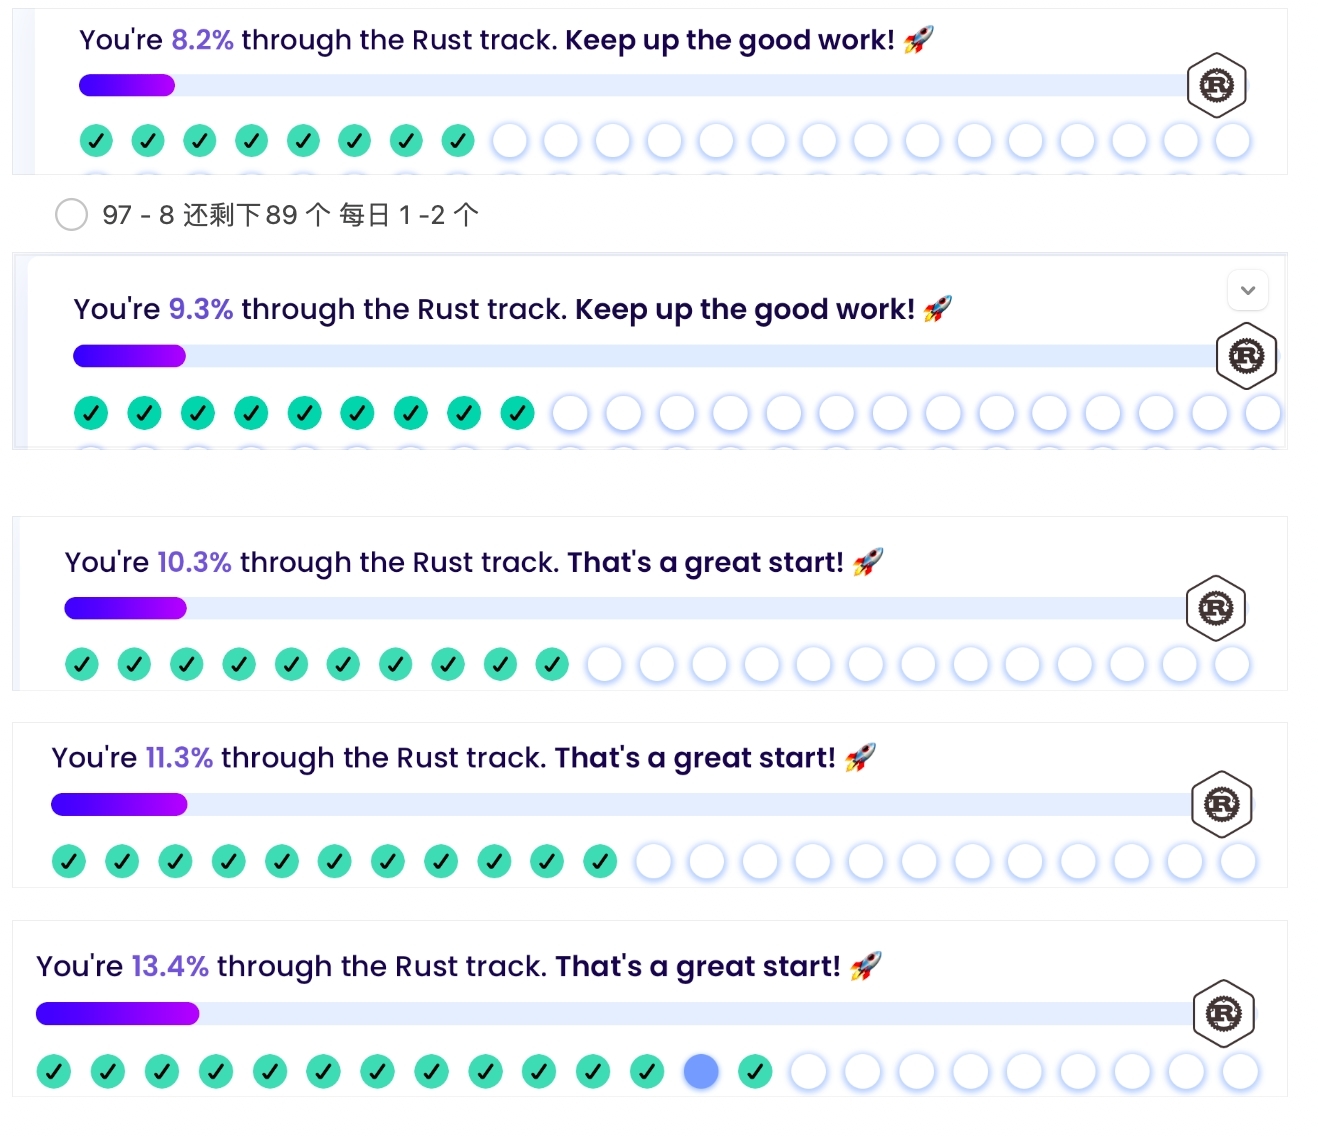 You're 8.2% through the Rust track. Keep up the good work! 🚀
R
97 - 8 还剩下 89 个 每日 1 -2 个
You're 9.3% through the Rust track. Keep up the good work! 🚀
R
You're 10.3% through the Rust track. That's a great start! 🚀
R
You're 11.3% through the Rust track. That's a great start! 🚀
R
You're 13.4% through the Rust track. That's a great start! 🚀
R